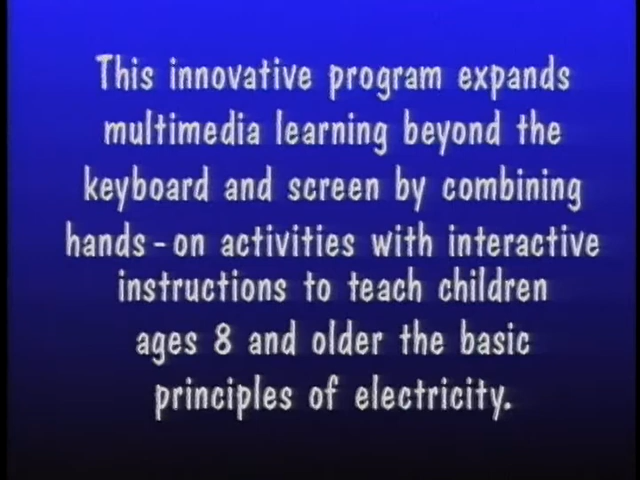 This innovative program expands
multimedia learning beyond the
keyboard and screen by combining
hands-on activities with interactive
instructions to teach children
ages 8 and older the basic
principles of electricity.